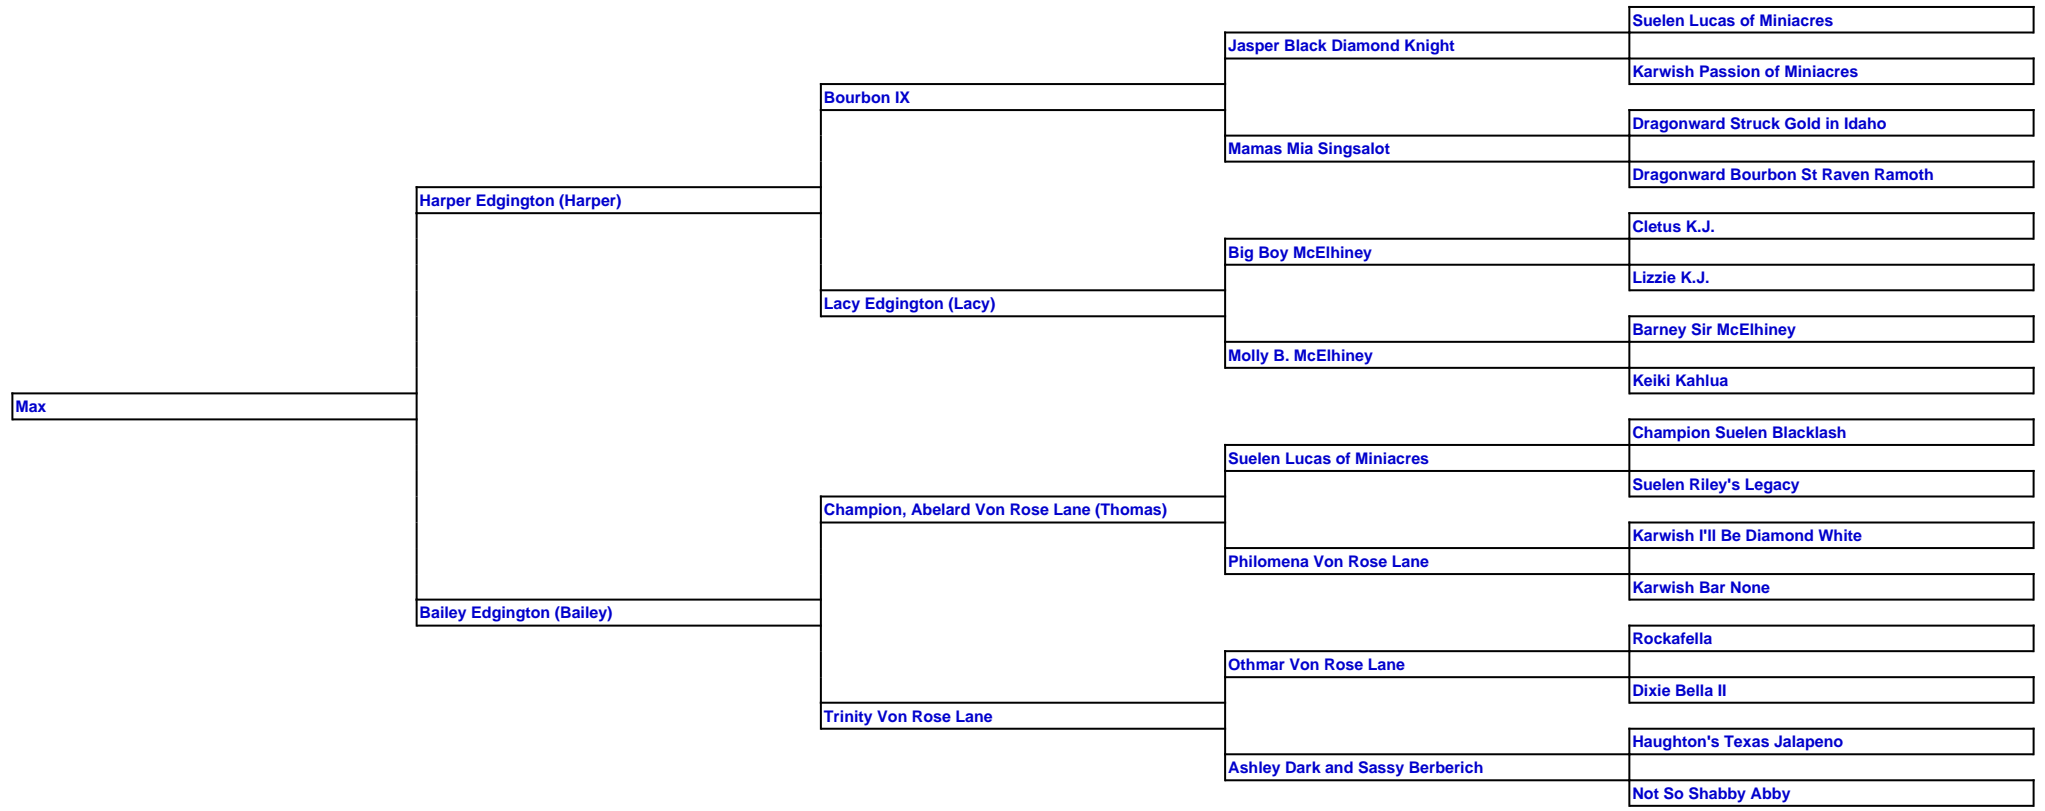 Suelen Lucas of Miniacres
Jasper Black Diamond Knight
Karwish Passion of Miniacres
Bourbon IX
Dragonward Struck Gold in Idaho
Mamas Mia Singsalot
Dragonward Bourbon St Raven Ramoth
Harper Edgington (Harper)
Cletus K.J.
Big Boy McElhiney
Lizzie K.J.
Lacy Edgington (Lacy)
Barney Sir McElhiney
Molly B. McElhiney
Keiki Kahlua
Max
Champion Suelen Blacklash
Suelen Lucas of Miniacres
Suelen Riley's Legacy
Champion, Abelard Von Rose Lane (Thomas)
Karwish I'll Be Diamond White
Philomena Von Rose Lane
Karwish Bar None
Bailey Edgington (Bailey)
Rockafella
Othmar Von Rose Lane
Dixie Bella II
Trinity Von Rose Lane
Haughton's Texas Jalapeno
Ashley Dark and Sassy Berberich
Not So Shabby Abby